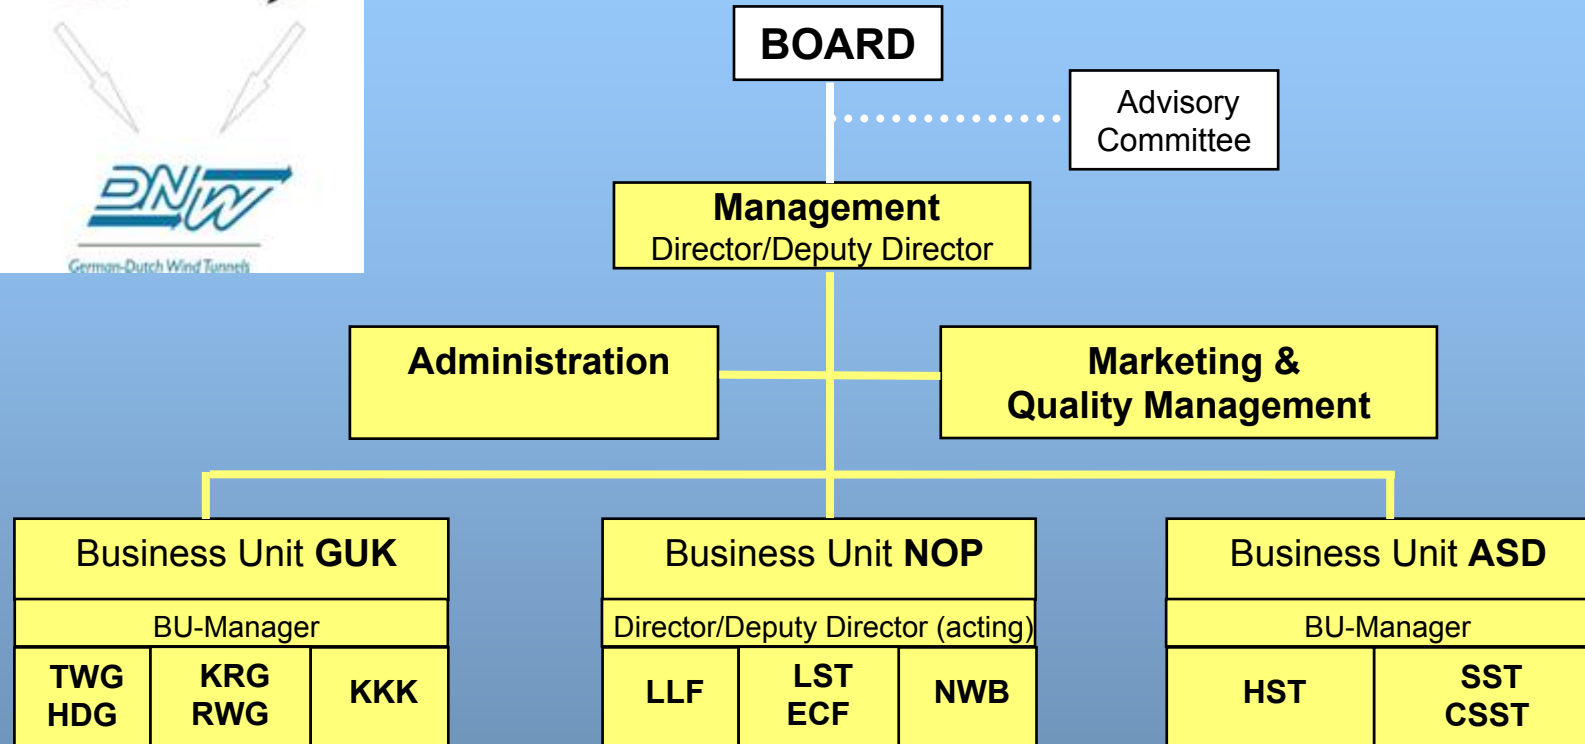 BOARD
Advisory
Committee
DNW
German-Dutch Wind Tunnels
Management
Director/Deputy Director
Administration
Marketing &
Quality Management
Business Unit GUK
BU-Manager
TWG
HDG
KRG
RWG
KKK
Business Unit NOP
Director/Deputy Director (acting)
LLF
LST
ECF
NWB
Business Unit ASD
BU-Manager
HST
SST
CSST